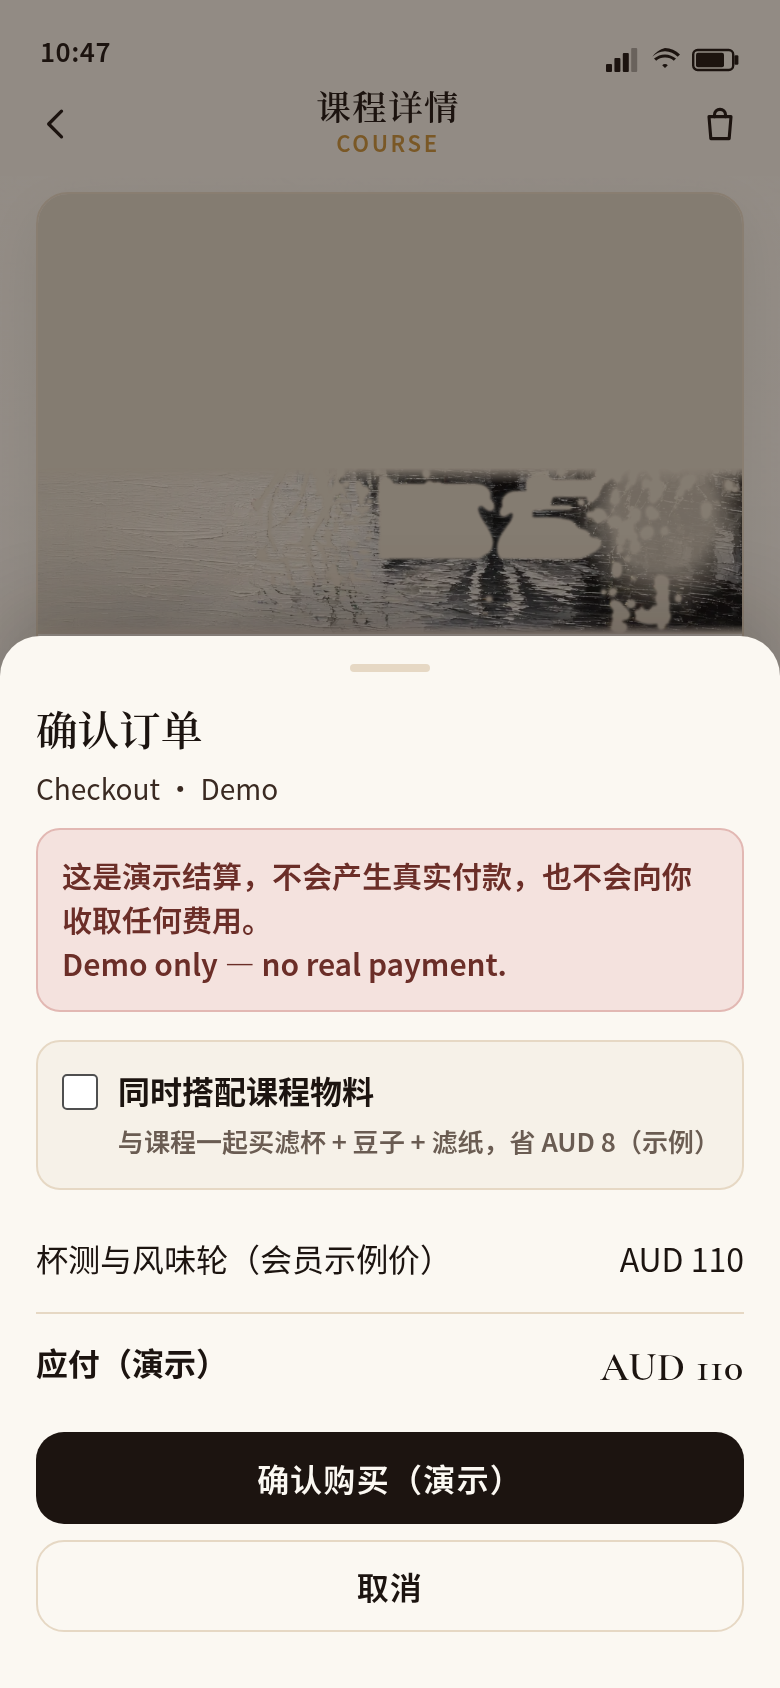 10:47
课程详情
COURSE
确认订单
Checkout · Demo
这是演示结算，不会产生真实付款，也不会向你
收取任何费用。
Demo only — no real payment.
同时搭配课程物料
与课程一起买滤杯 + 豆子 + 滤纸，省 AUD 8（示例）
杯测与风味轮（会员示例价） AUD 110
应付（演示） AUD 110
确认购买（演示）
取消